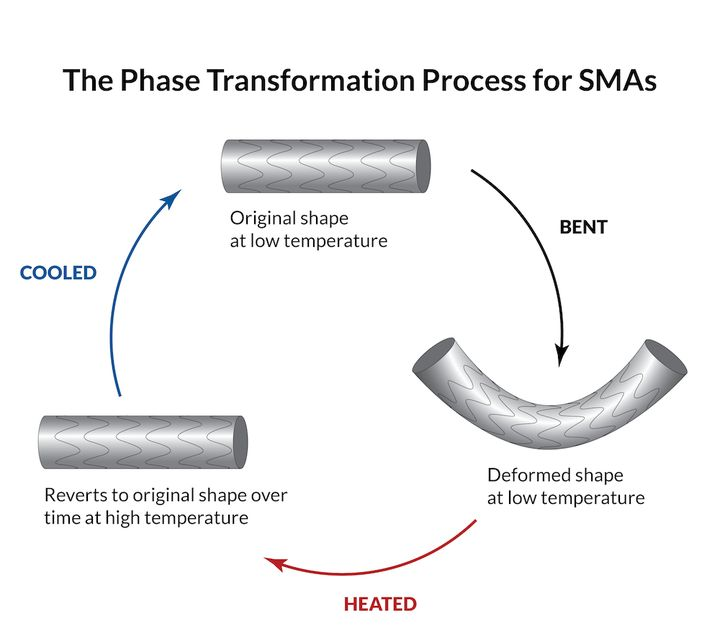 The Phase Transformation Process for SMAs
Original shape
at low temperature
BENT
COOLED
Deformed shape
at low temperature
Reverts to original shape over
time at high temperature
HEATED